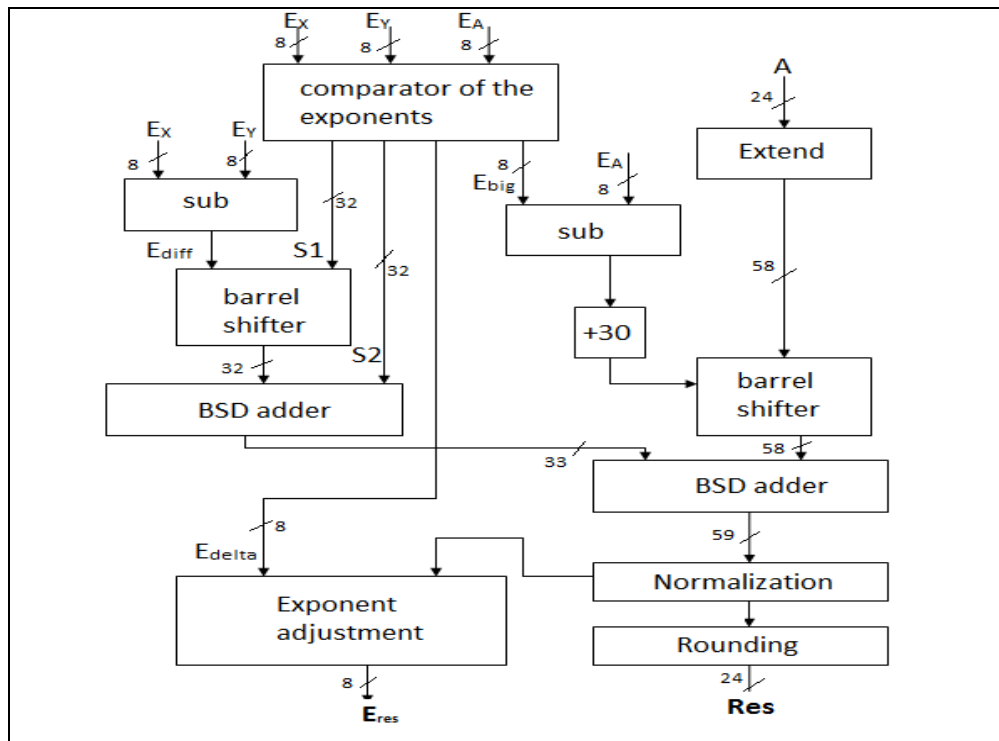 EX EY EA
8 8 8
comparator of the
exponents
A
24
Extend
EX EY
8 8
sub
Ediff
32
S1
32
8
Ebig
EA
8
sub
58
barrel
shifter
+30
S2
32
barrel
shifter
BSD adder
58
33
BSD adder
8
59
Edelta
Normalization
Exponent
adjustment
Rounding
8
24
Eres
Res